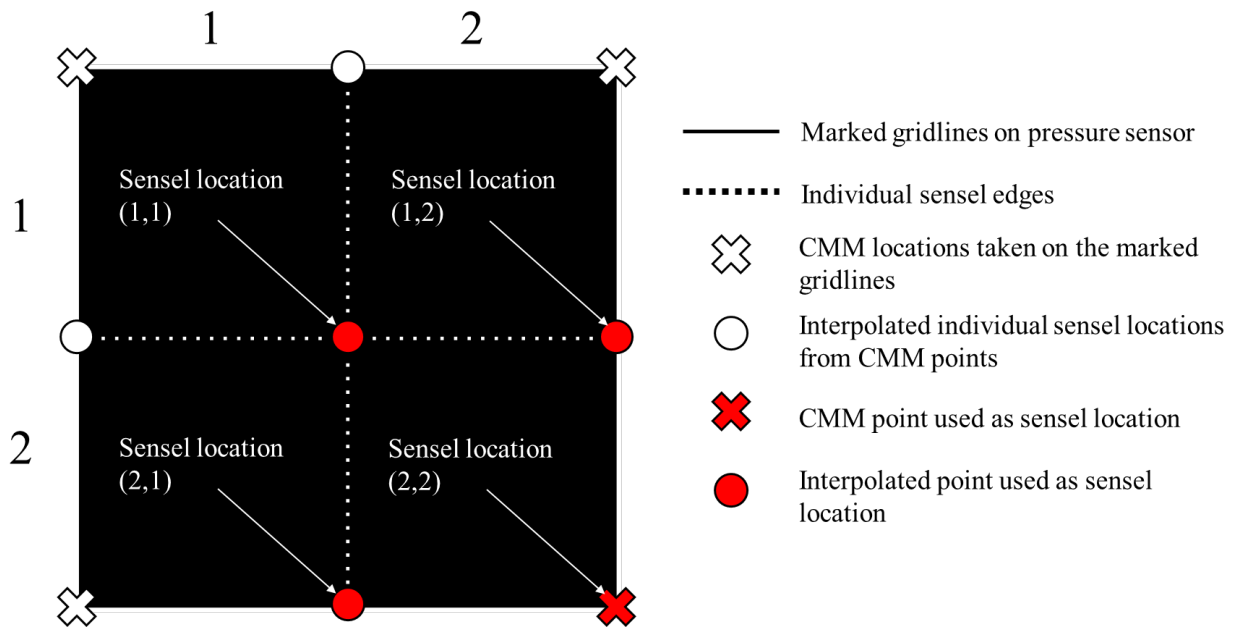 1
2
1
2
Sensel location
(1,1)
Sensel location
(1,2)
Sensel location
(2,1)
Sensel location
(2,2)
Marked gridlines on pressure sensor
Individual sensel edges
CMM locations taken on the marked
gridlines
Interpolated individual sensel locations
from CMM points
CMM point used as sensel location
Interpolated point used as sensel
location